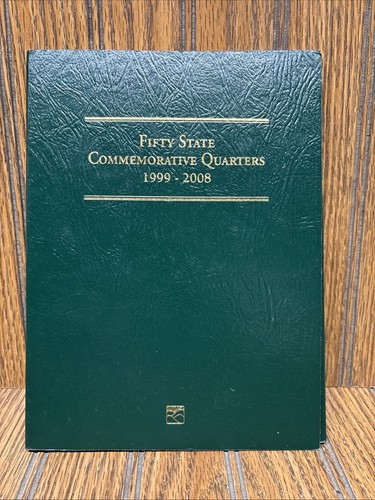 Fifty State
Commemorative Quarters
1999 - 2008